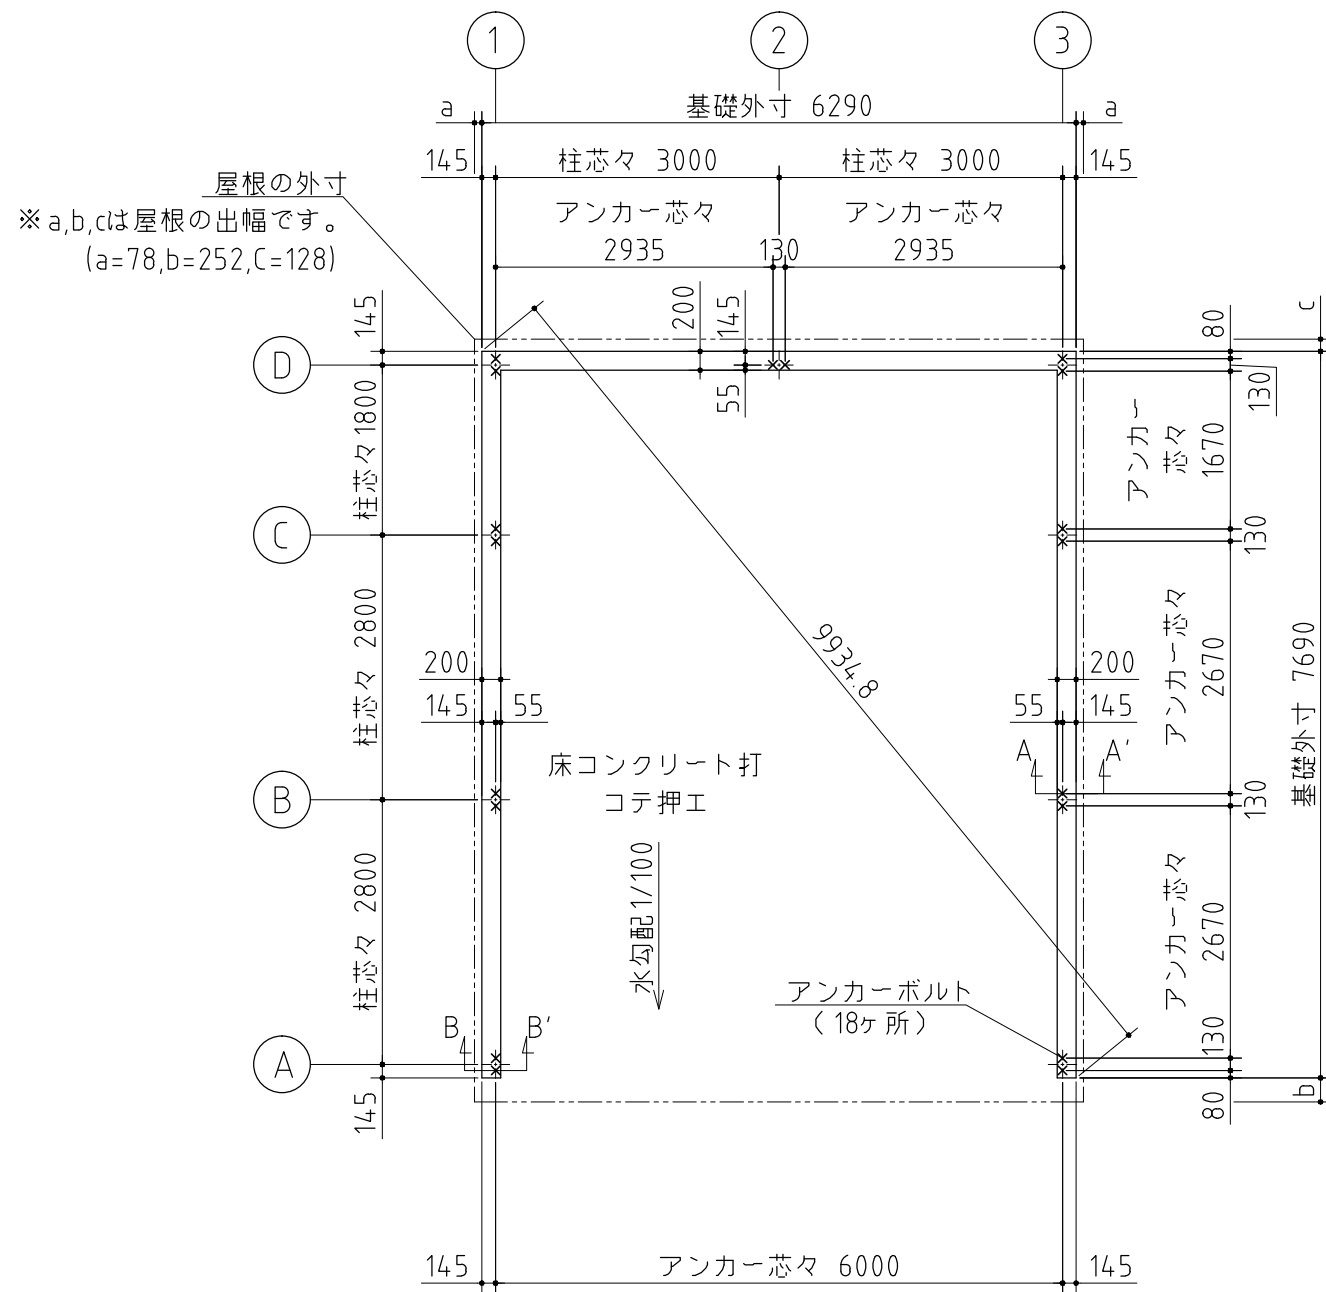 1
2
3
a
基礎外寸 6290
a
145
柱芯々 3000
柱芯々 3000
145
屋根の外寸
※a,b,cは屋根の出幅です。
(a=78,b=252,C=128)
アンカー芯々
アンカー芯々
2935
130
2935
145
200
145
80
c
D
55
130
柱芯々1800
アンカー
芯々
1670
C
130
柱芯々 2800
9934.8
アンカー芯々
2670
基礎外寸 7690
200
200
145
55
55
145
A
A'
床コンクリート打
コテ押エ
B
130
柱芯々 2800
水勾配1/100
アンカー芯々
2670
アンカーボルト
(18ヶ所)
B
B'
130
A
145
80
b
145
アンカー芯々 6000
145